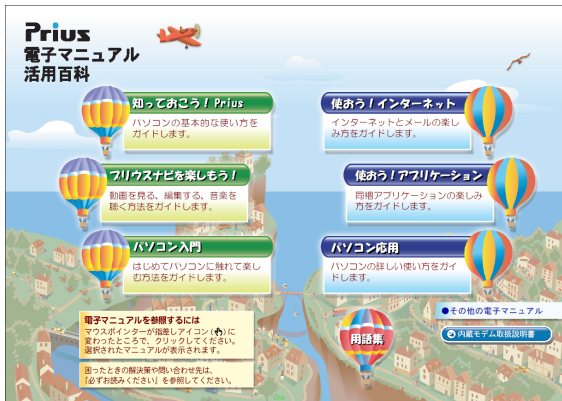 Prius
電子マニュアル
活用百科
知っておこう！Prius
パソコンの基本的な使い方を
ガイドします。
使おう！インターネット
インターネットとメールの楽し
み方をガイドします。
プリウスナビを楽しもう！
動画を見る、編集する、音楽を
聴く方法をガイドします。
使おう！アプリケーション
同梱アプリケーションの楽しみ
方をガイドします。
パソコン入門
はじめてパソコンに触れて楽し
む方法をガイドします。
パソコン応用
パソコンの詳しい使い方をガイ
ドします。
電子マニュアルを参照するには
マウスポインターが指差しアイコン（）に
変わったところで、クリックしてください。
選択されたマニュアルが表示されます。
困ったときの解決策や問い合わせ先は、
『必ずお読みください』を参照してください。
用語集
●その他の電子マニュアル
内蔵モデム取扱説明書